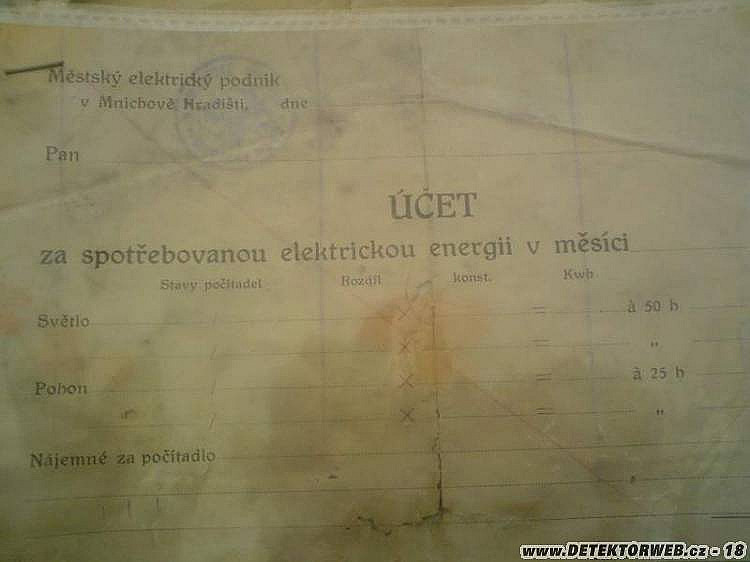 Městský elektrický podnik
v Mnichově Hradišti, dne
Pan
ÚČET
za spotřebovanou elektrickou energii v měsíci
Stavy počitadel Rozdíl konst. Kwh
Světlo / × = à 50 h
/ × = „
Pohon / × = à 25 h
/ × = „
Nájemné za počítadlo
„
www.DETEKTORWEB.cz - 18